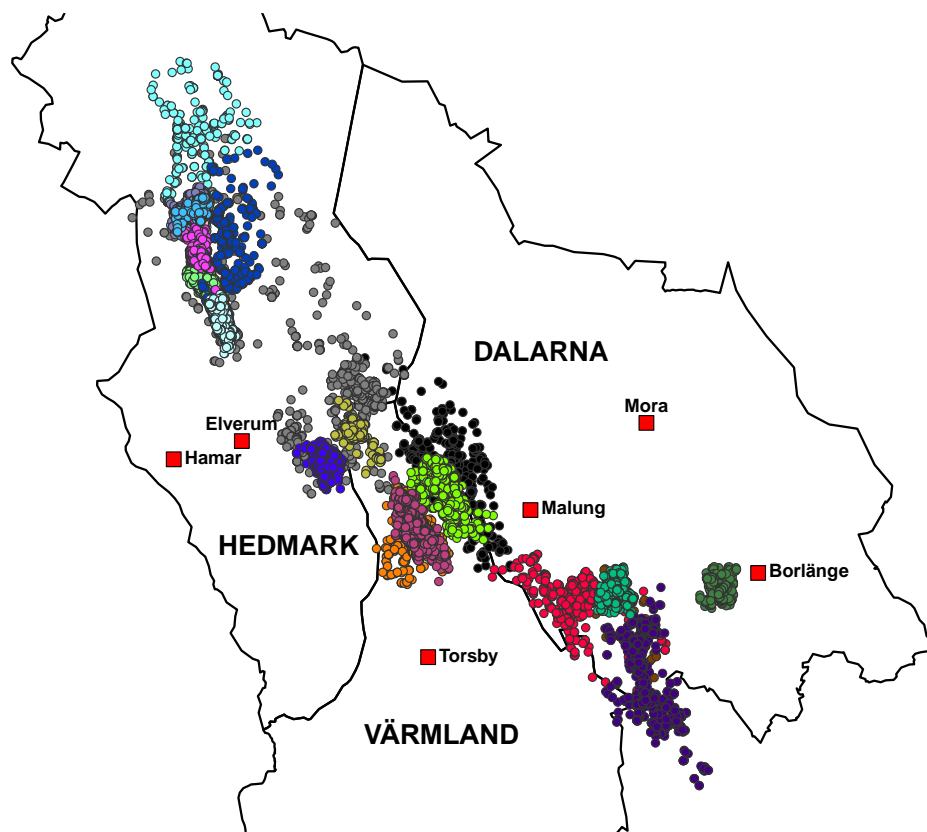 DALARNA
Mora
Elverum
Hamar
Malung
HEDMARK
Borlänge
Torsby
VÄRMLAND